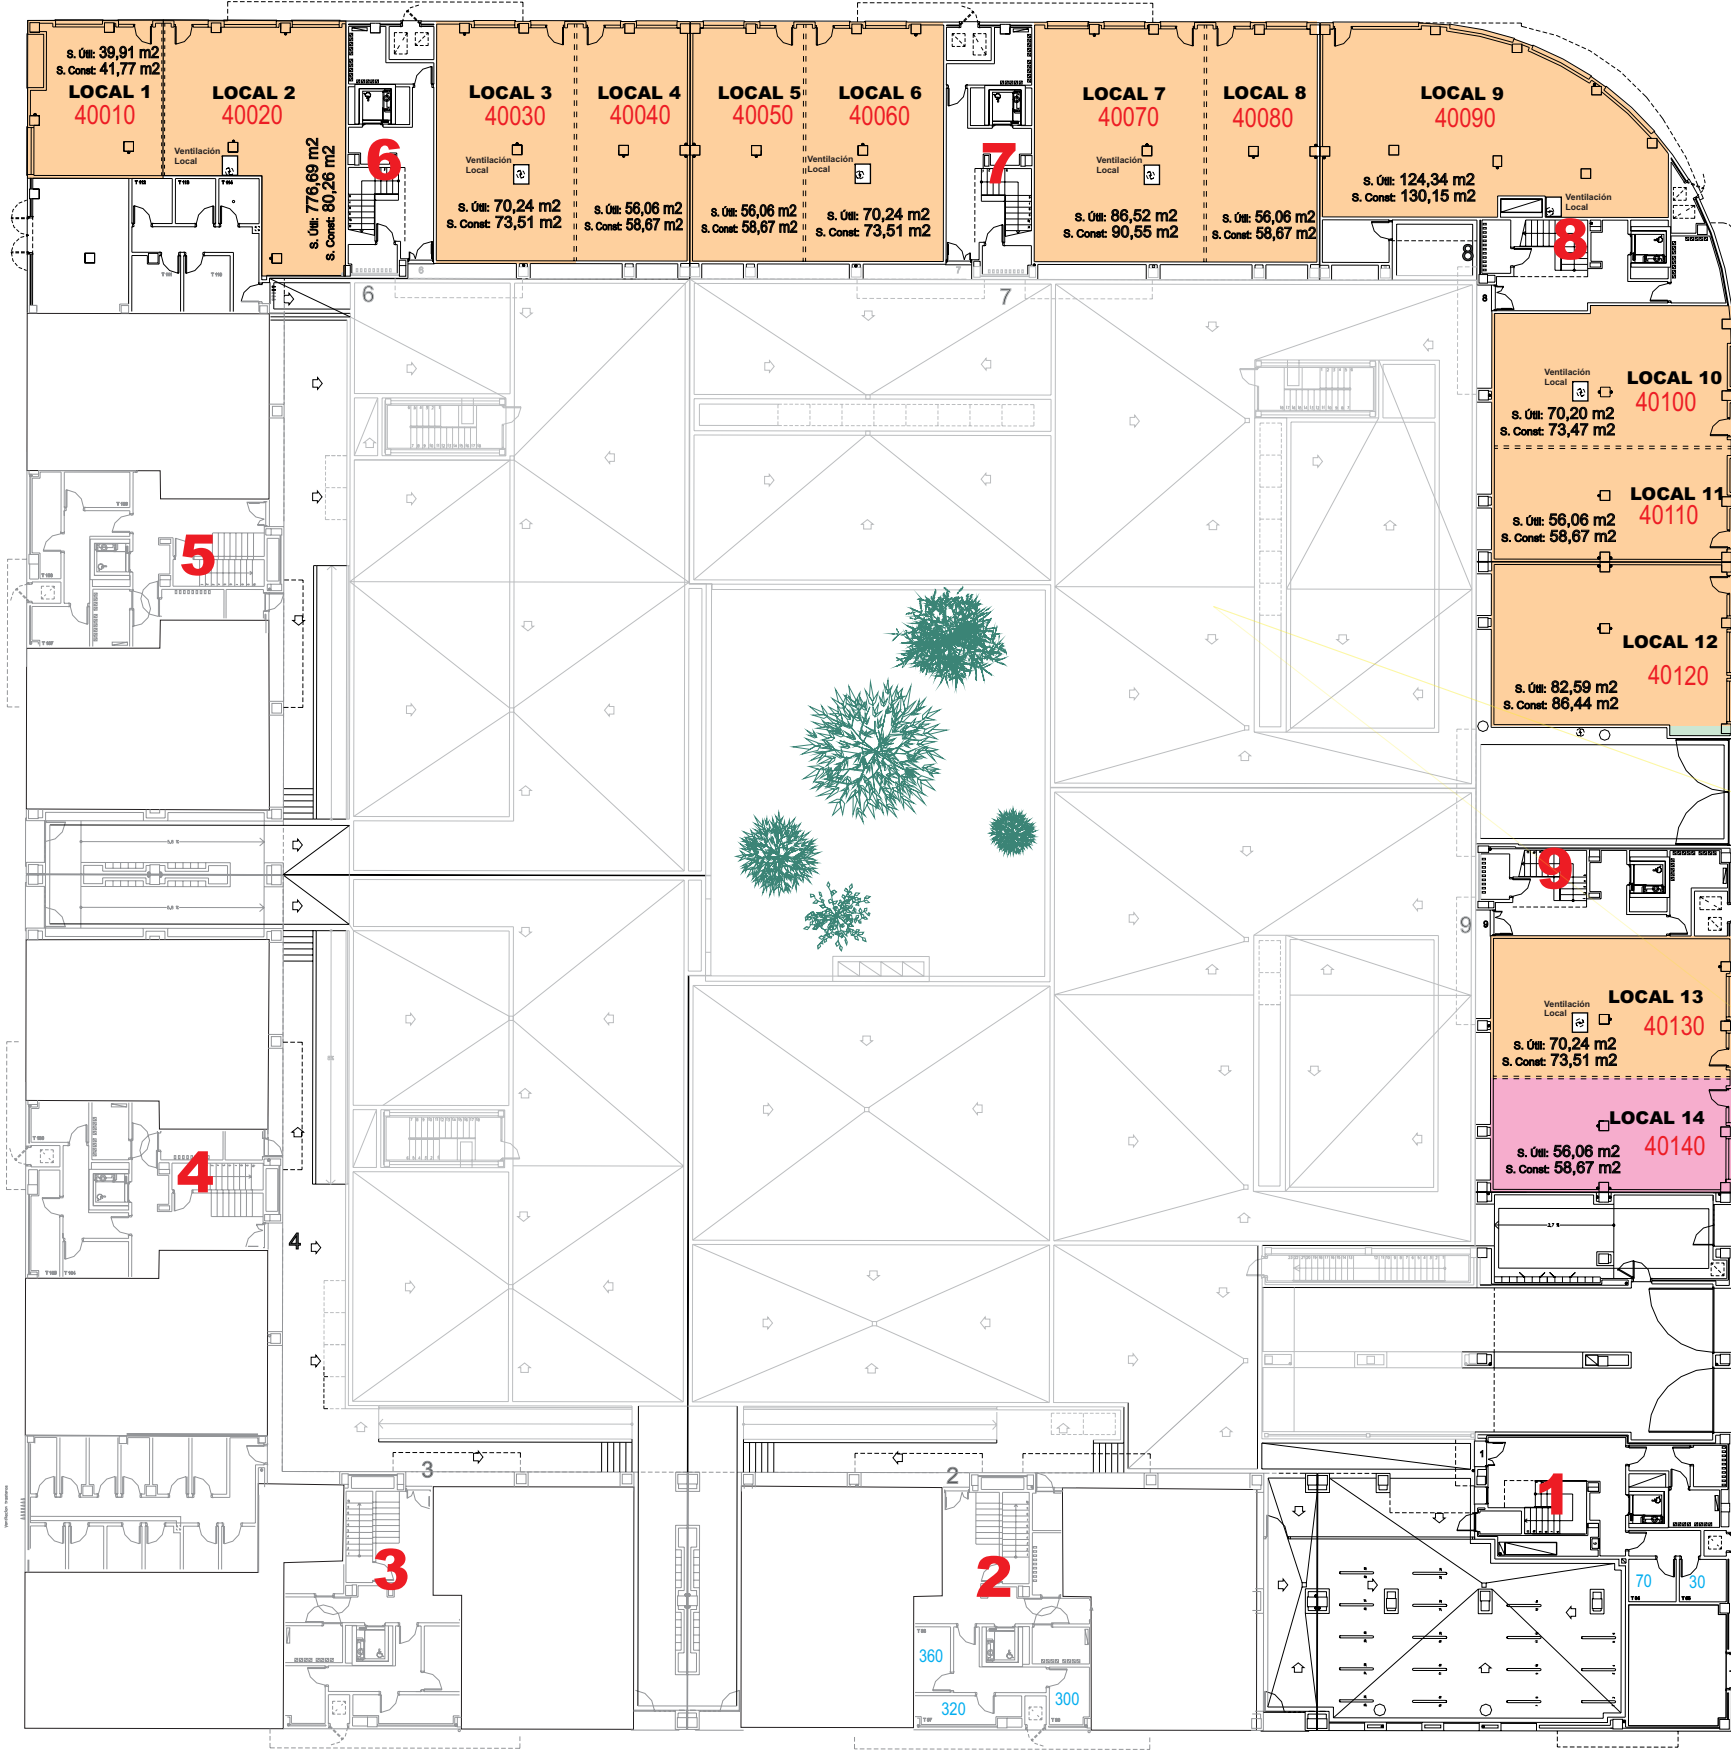 S. Útil: 39,91 m2
S. Const: 41,77 m2
LOCAL 1
40010
LOCAL 2
40020
S. Útil: 776,69 m2
S. Const: 80,26 m2
Ventilación
Local
6
LOCAL 3
40030
Ventilación
Local
S. Útil: 70,24 m2
S. Const: 73,51 m2
LOCAL 4
40040
S. Útil: 56,06 m2
S. Const: 58,67 m2
LOCAL 5
40050
S. Útil: 56,06 m2
S. Const: 58,67 m2
LOCAL 6
40060
Ventilación
Local
S. Útil: 70,24 m2
S. Const: 73,51 m2
7
LOCAL 7
40070
Ventilación
Local
S. Útil: 86,52 m2
S. Const: 90,55 m2
LOCAL 8
40080
S. Útil: 56,06 m2
S. Const: 58,67 m2
LOCAL 9
40090
S. Útil: 124,34 m2
S. Const: 130,15 m2
Ventilación
Local
8
8
8
6
7
6
7
Ventilación
Local
LOCAL 10
40100
S. Útil: 70,20 m2
S. Const: 73,47 m2
LOCAL 11
40110
S. Útil: 56,06 m2
S. Const: 58,67 m2
5
LOCAL 12
40120
S. Útil: 82,59 m2
S. Const: 86,44 m2
9
9
9
LOCAL 13
40130
Ventilación
Local
S. Útil: 70,24 m2
S. Const: 73,51 m2
LOCAL 14
40140
S. Útil: 56,06 m2
S. Const: 58,67 m2
4
4
3
2
1
1
3
2
70
30
360
320
300